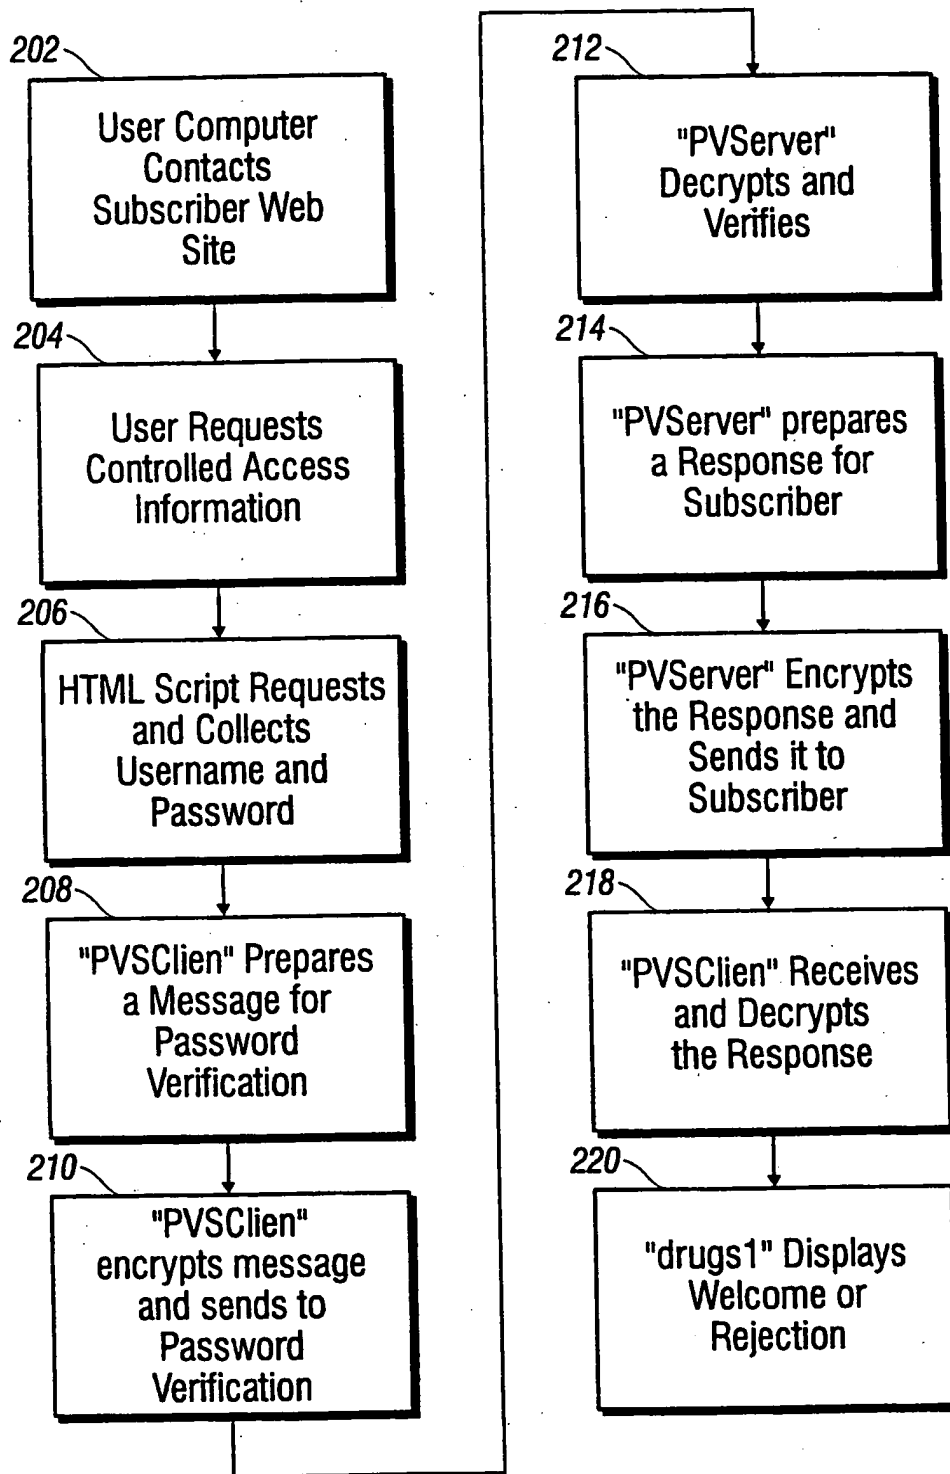 202
User Computer
Contacts
Subscriber Web
Site
204
User Requests
Controlled Access
Information
206
HTML Script Requests
and Collects
Username and
Password
208
"PVSClien" Prepares
a Message for
Password
Verification
210
"PVSClien"
encrypts message
and sends to
Password
Verification
212
"PVServer"
Decrypts and
Verifies
214
"PVServer" prepares
a Response for
Subscriber
216
"PVServer" Encrypts
the Response and
Sends it to
Subscriber
218
"PVSClien" Receives
and Decrypts
the Response
220
"drugs1" Displays
Welcome or
Rejection